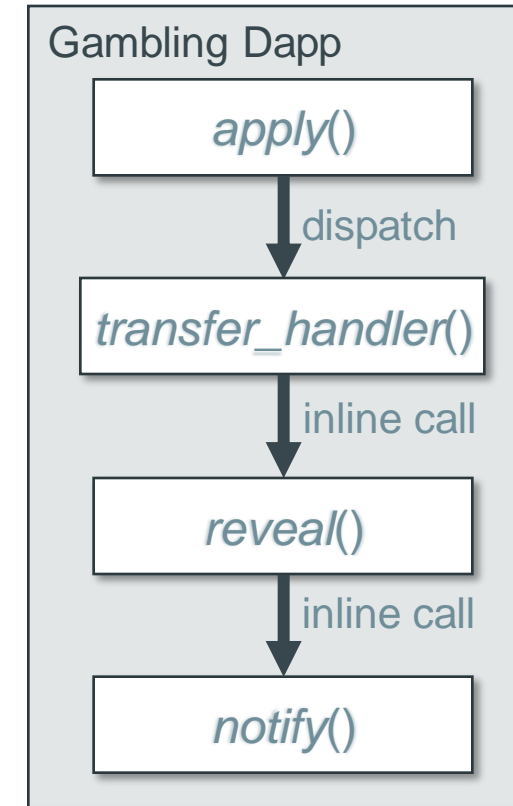 Gambling Dapp
apply()
dispatch
transfer_handler()
inline call
reveal()
inline call
notify()